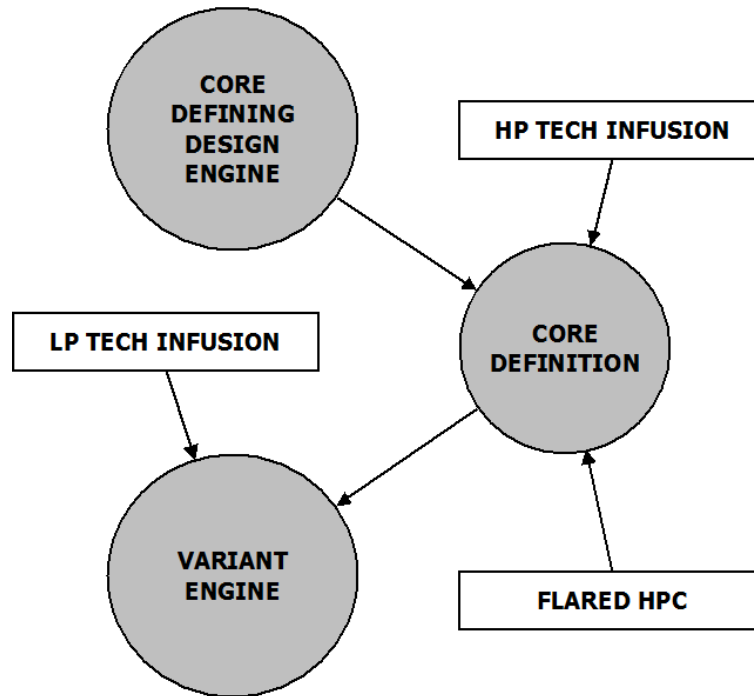 CORE
DEFINING
DESIGN
ENGINE
HP TECH INFUSION
LP TECH INFUSION
CORE
DEFINITION
VARIANT
ENGINE
FLARED HPC